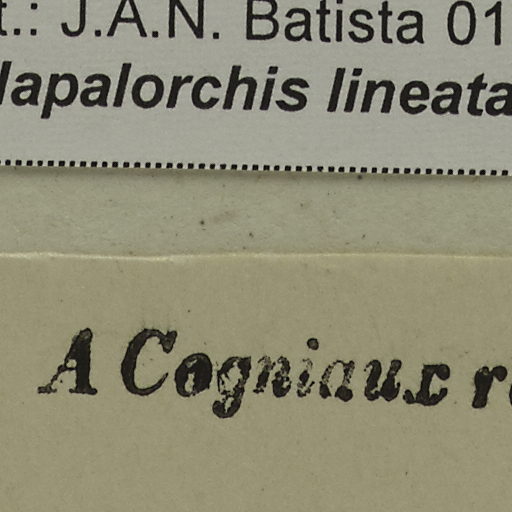 t.: J.A.N. Batista 01
lapalorchis lineata
A Cogniaux r